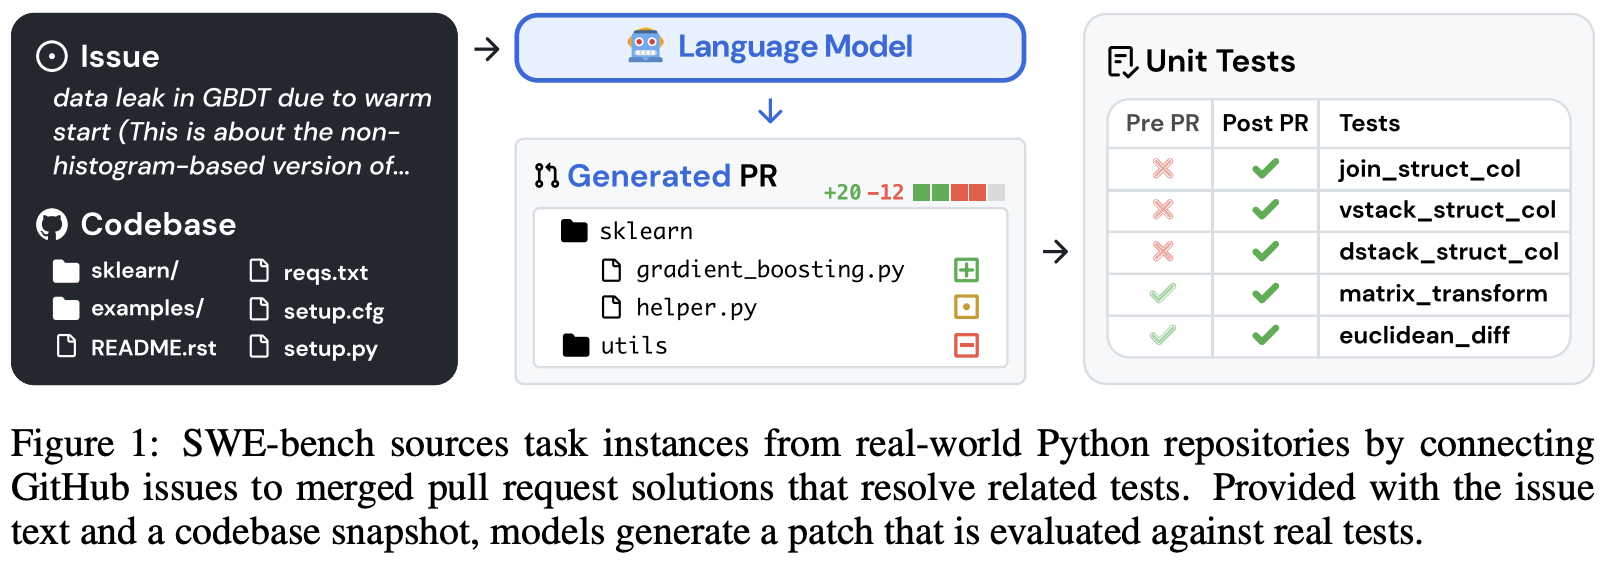 Issue
data leak in GBDT due to warm
start (This is about the non-
histogram-based version of...
Codebase
sklearn/
reqs.txt
examples/
setup.cfg
README.rst
setup.py
Language Model
Generated PR
+20 -12
sklearn
gradient_boosting.py
helper.py
utils
Unit Tests
Pre PR Post PR Tests
join_struct_col
vstack_struct_col
dstack_struct_col
matrix_transform
euclidean_diff
Figure 1: SWE-bench sources task instances from real-world Python repositories by connecting
GitHub issues to merged pull request solutions that resolve related tests. Provided with the issue
text and a codebase snapshot, models generate a patch that is evaluated against real tests.